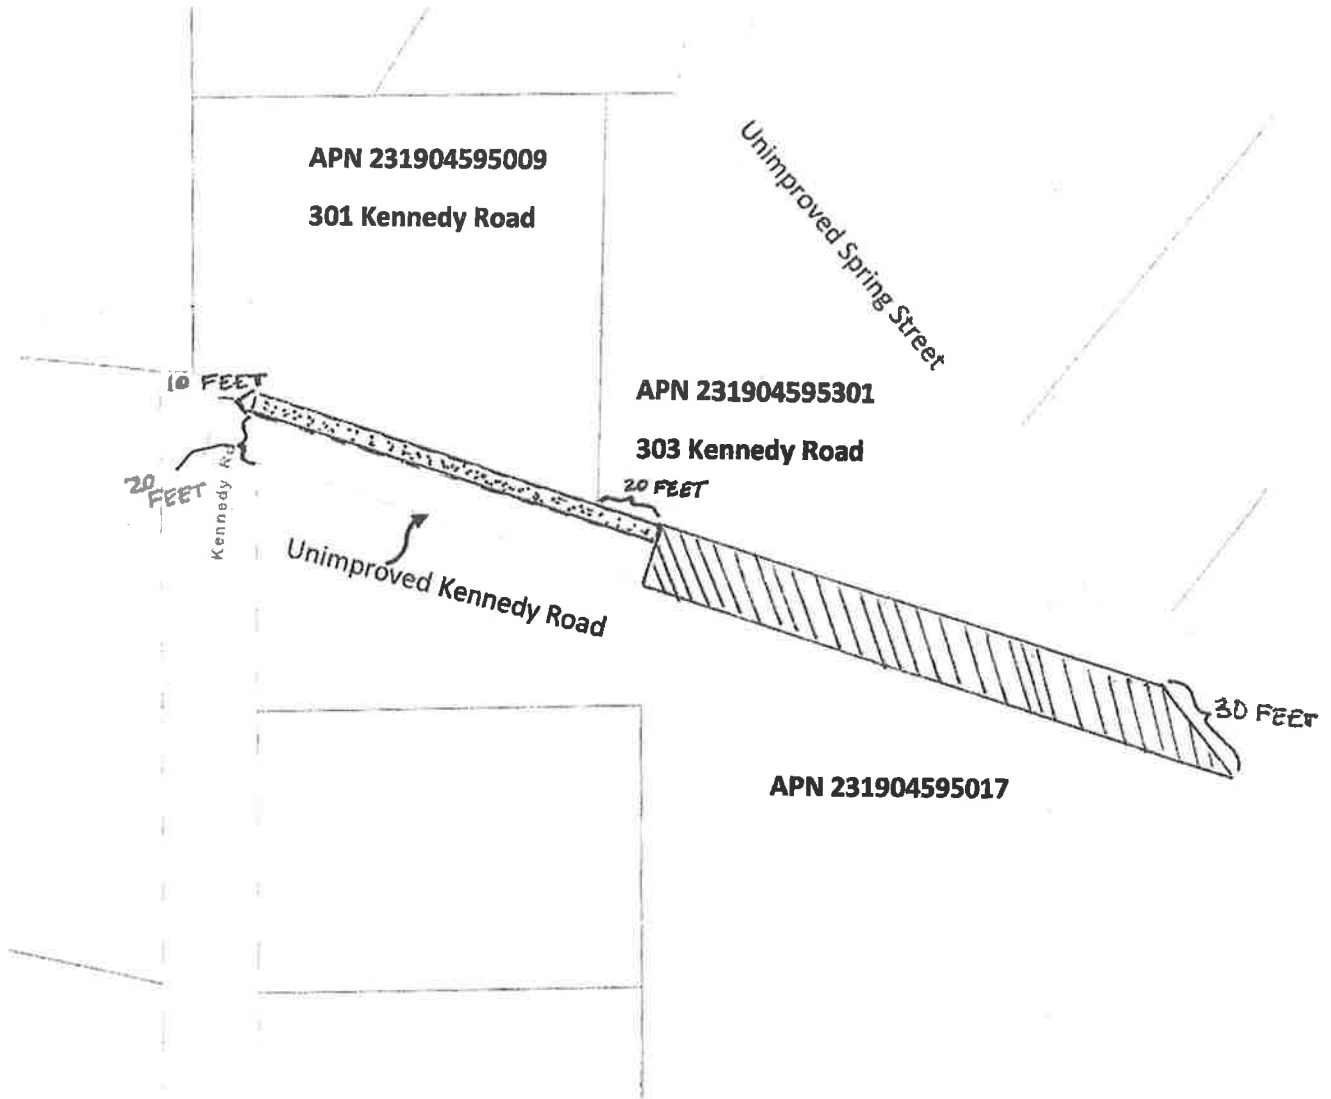 APN 231904595009
301 Kennedy Road
Unimproved Spring Street
10 FEET
APN 231904595301
303 Kennedy Road
20 FEET
20 FEET
Kennedy Rd
Unimproved Kennedy Road
30 FEET
APN 231904595017